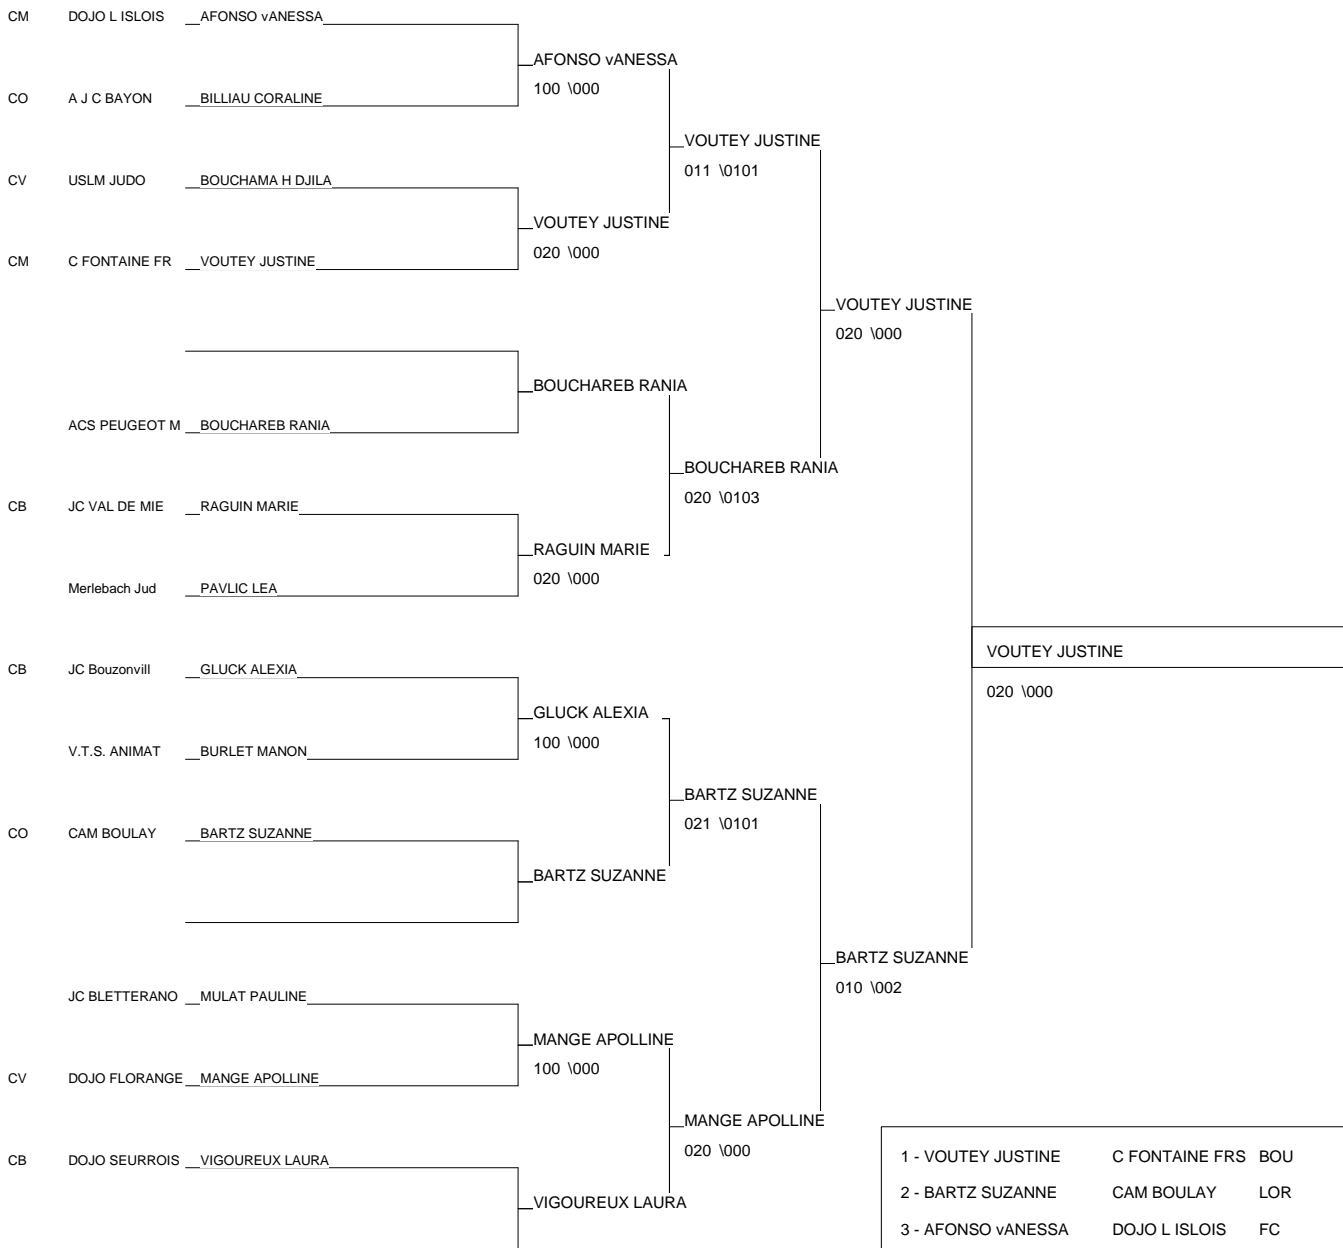 CM DOJO L ISLOIS AFONSO vANESSA
AFONSO vANESSA
100 \000
CO A J C BAYON BILLIAU CORALINE
VOUTEY JUSTINE
011 \0101
CV USLM JUDO BOUCHAMA H DJILA
VOUTEY JUSTINE
020 \000
CM C FONTAINE FR VOUTEY JUSTINE
VOUTEY JUSTINE
020 \000
BOUCHAREB RANIA
ACS PEUGEOT M BOUCHAREB RANIA
BOUCHAREB RANIA
020 \0103
CB JC VAL DE MIE RAGUIN MARIE
RAGUIN MARIE
020 \000
Merlebach Jud PAVLIC LEA
VOUTEY JUSTINE
020 \000
CB JC Bouzonvill GLUCK ALEXIA
GLUCK ALEXIA
100 \000
V.T.S. ANIMAT BURLET MANON
BARTZ SUZANNE
021 \0101
CO CAM BOULAY BARTZ SUZANNE
BARTZ SUZANNE
BARTZ SUZANNE
010 \002
JC BLETTERANO MULAT PAULINE
MANGE APOLLINE
100 \000
CV DOJO FLORANGE MANGE APOLLINE
MANGE APOLLINE
020 \000
CB DOJO SEURROIS VIGOUREUX LAURA
VIGOUREUX LAURA
1 - VOUTEY JUSTINE C FONTAINE FRS BOU
2 - BARTZ SUZANNE CAM BOULAY LOR
3 - AFONSO vANESSA DOJO L ISLOIS FC